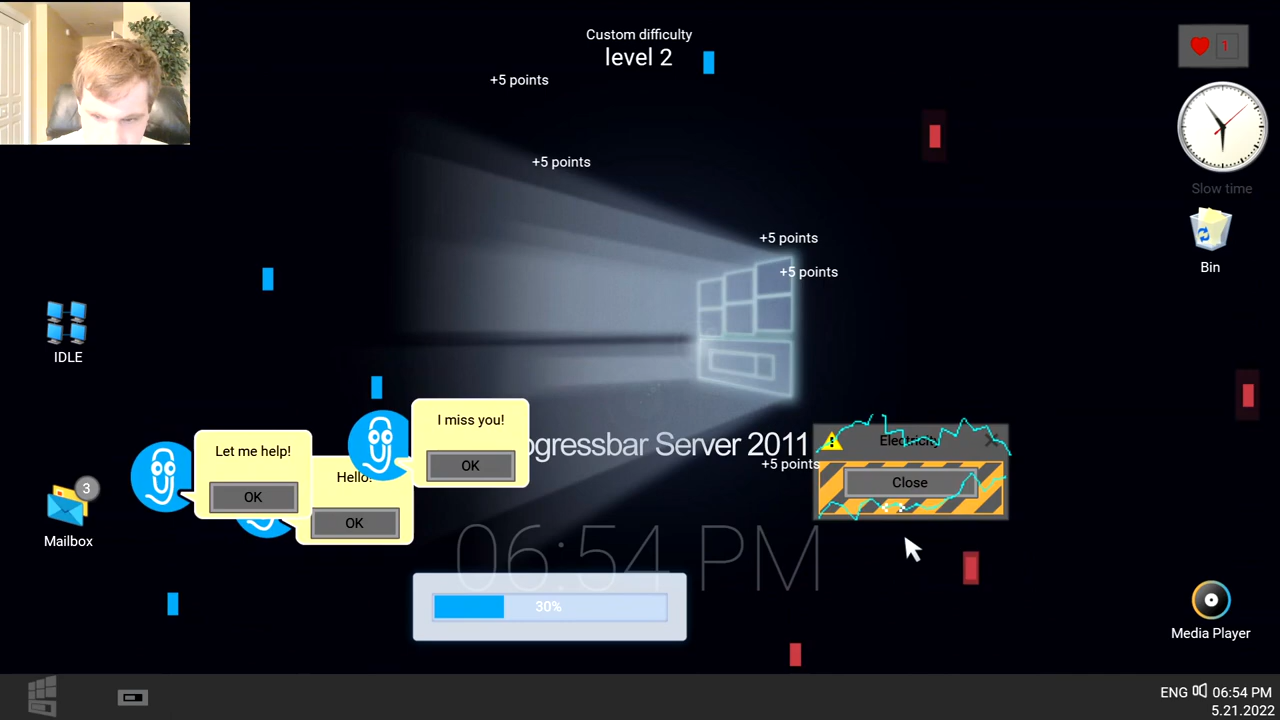 Custom difficulty
level 2
+5 points
+5 points
+5 points
+5 points
+5 points
1
Slow time
Bin
IDLE
Mailbox
3
Let me help!
OK
Hello!
OK
I miss you!
OK
ogressbar Server 2011
Electricity
Close
06:54 PM
30%
Media Player
ENG 06:54 PM
5.21.2022